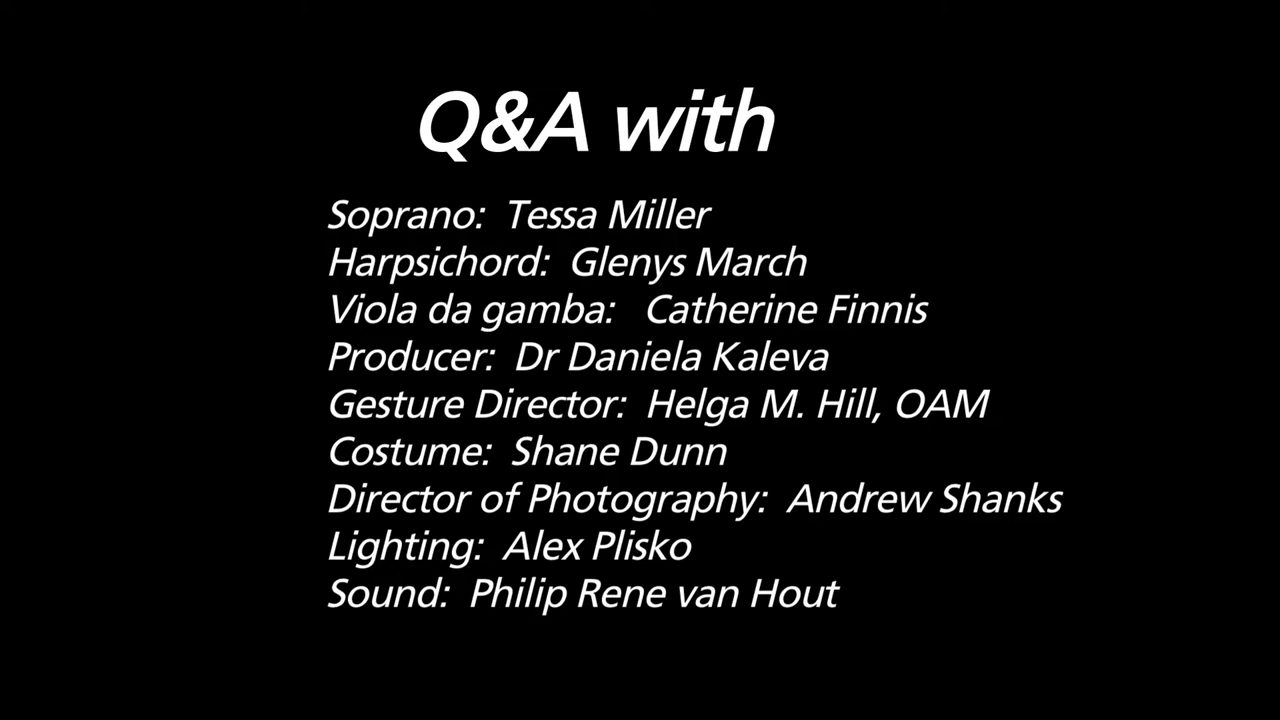 Q&A with
Soprano: Tessa Miller
Harpsichord: Glenys March
Viola da gamba: Catherine Finnis
Producer: Dr Daniela Kaleva
Gesture Director: Helga M. Hill, OAM
Costume: Shane Dunn
Director of Photography: Andrew Shanks
Lighting: Alex Plisko
Sound: Philip Rene van Hout